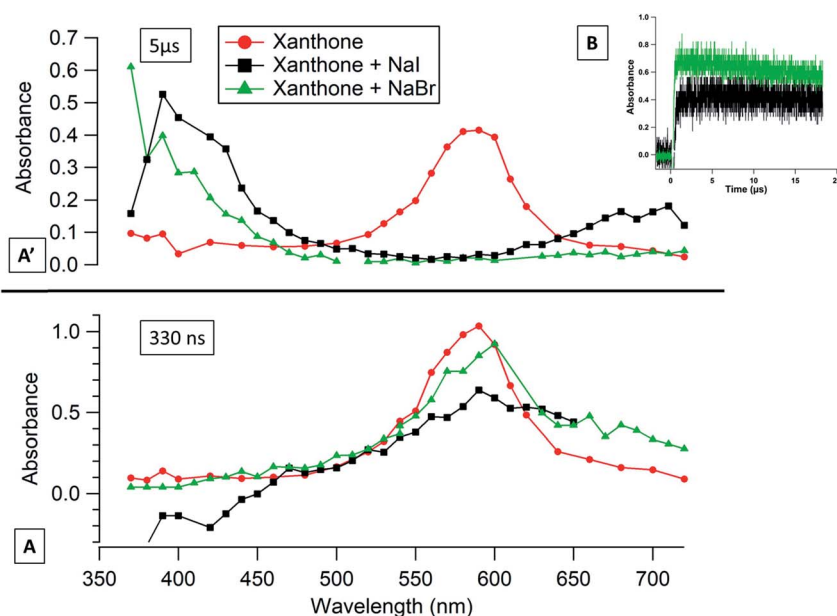 5µs
Xanthone
Xanthone + NaI
Xanthone + NaBr
0.7
0.6
0.5
0.4
0.3
0.2
0.1
0.0
Absorbance
A'
B
1.0
0.8
0.6
0.4
0.2
0.0
Absorbance
0
5
10
15
2
Time (µs)
330 ns
1.0
0.5
0.0
Absorbance
A
350
400
450
500
550
600
650
700
Wavelength (nm)